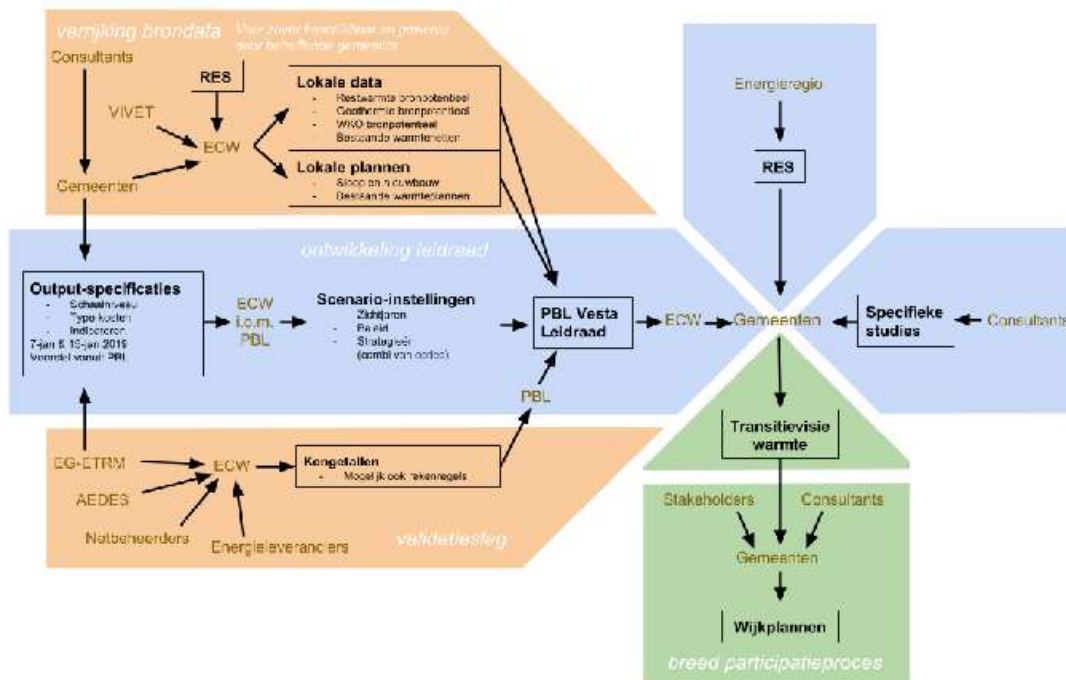 verrijking brondata
Voor zover beschikbaar en gewenst
door betreffende gemeente
Consultants
RES
VIVET
ECW
Gemeenten
Lokale data
- Restwarmte bronpotentieel
- Geothermie bronpotentieel
- WKO bronpotentieel
- Bestaande warmtenetten
Lokale plannen
- Sloop en nieuwbouw
- Bestaande warmteplannen
Energieregio
RES
ontwikkeling leidraad
Output-specificaties
- Schaalniveau
- Type kosten
- Indicatoren
7-jan & 15-jan 2019
Voorstel vanuit PBL
ECW
i.o.m.
PBL
Scenario-instellingen
- Zichtjaren
- Beleid
- Strategieën
(combi van opties)
PBL Vesta
Leidraad
ECW
Gemeenten
Specifieke
studies
Consultants
PBL
EG-ETRM
AEDES
Netbeheerders
Energieleveranciers
ECW
Kengetallen
- Mogelijk ook rekenregels
validatieslag
Transitievisie
warmte
Stakeholders
Consultants
Gemeenten
Wijkplannen
breed participatieproces